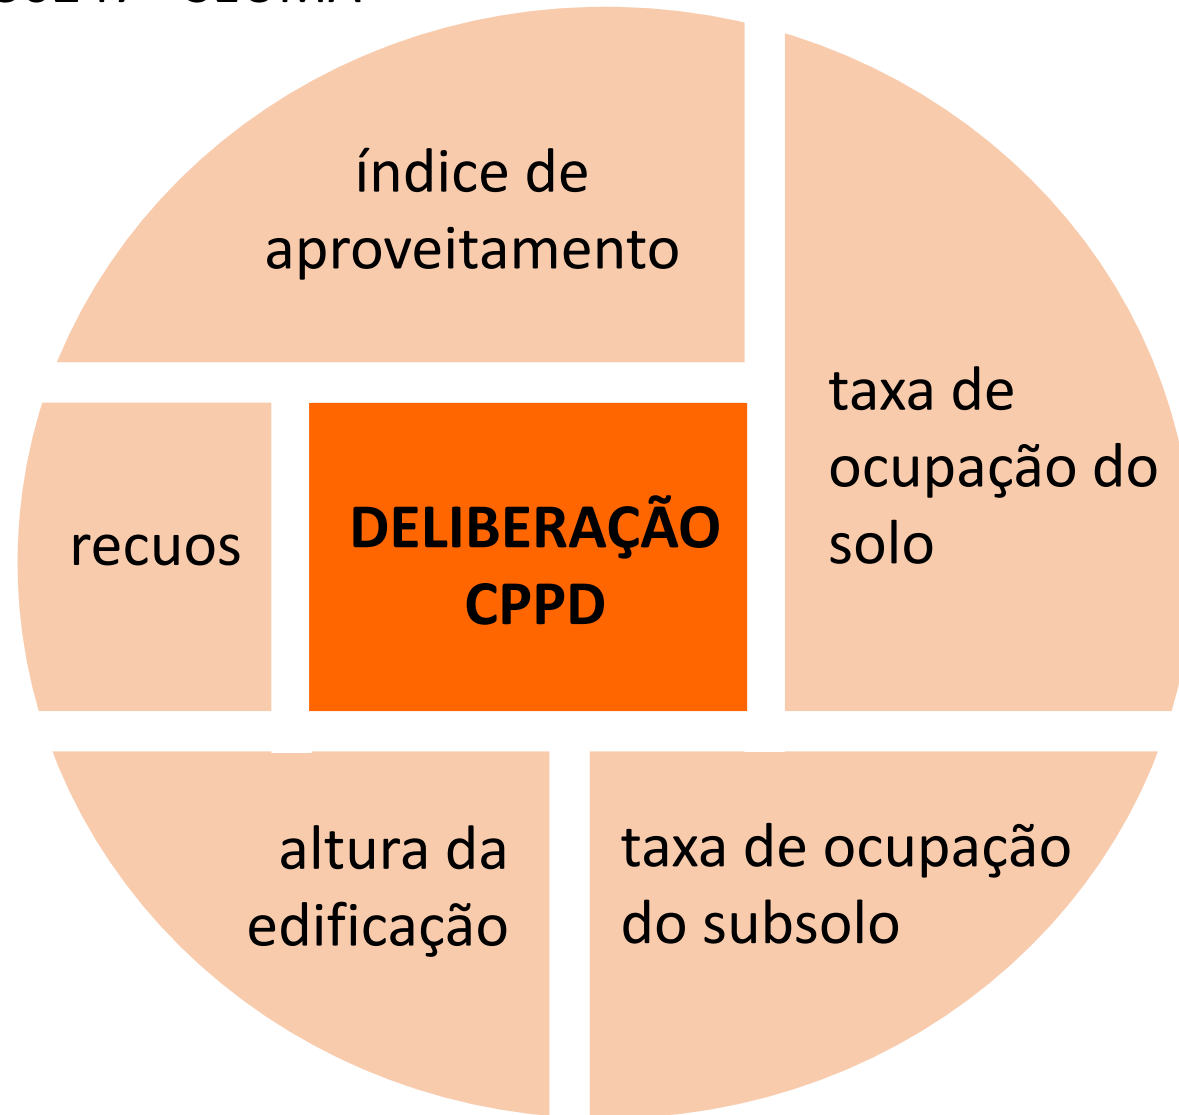 índice de
aproveitamento
taxa de
ocupação do
solo
recuos
DELIBERAÇÃO
CPPD
altura da
edificação
taxa de ocupação
do subsolo